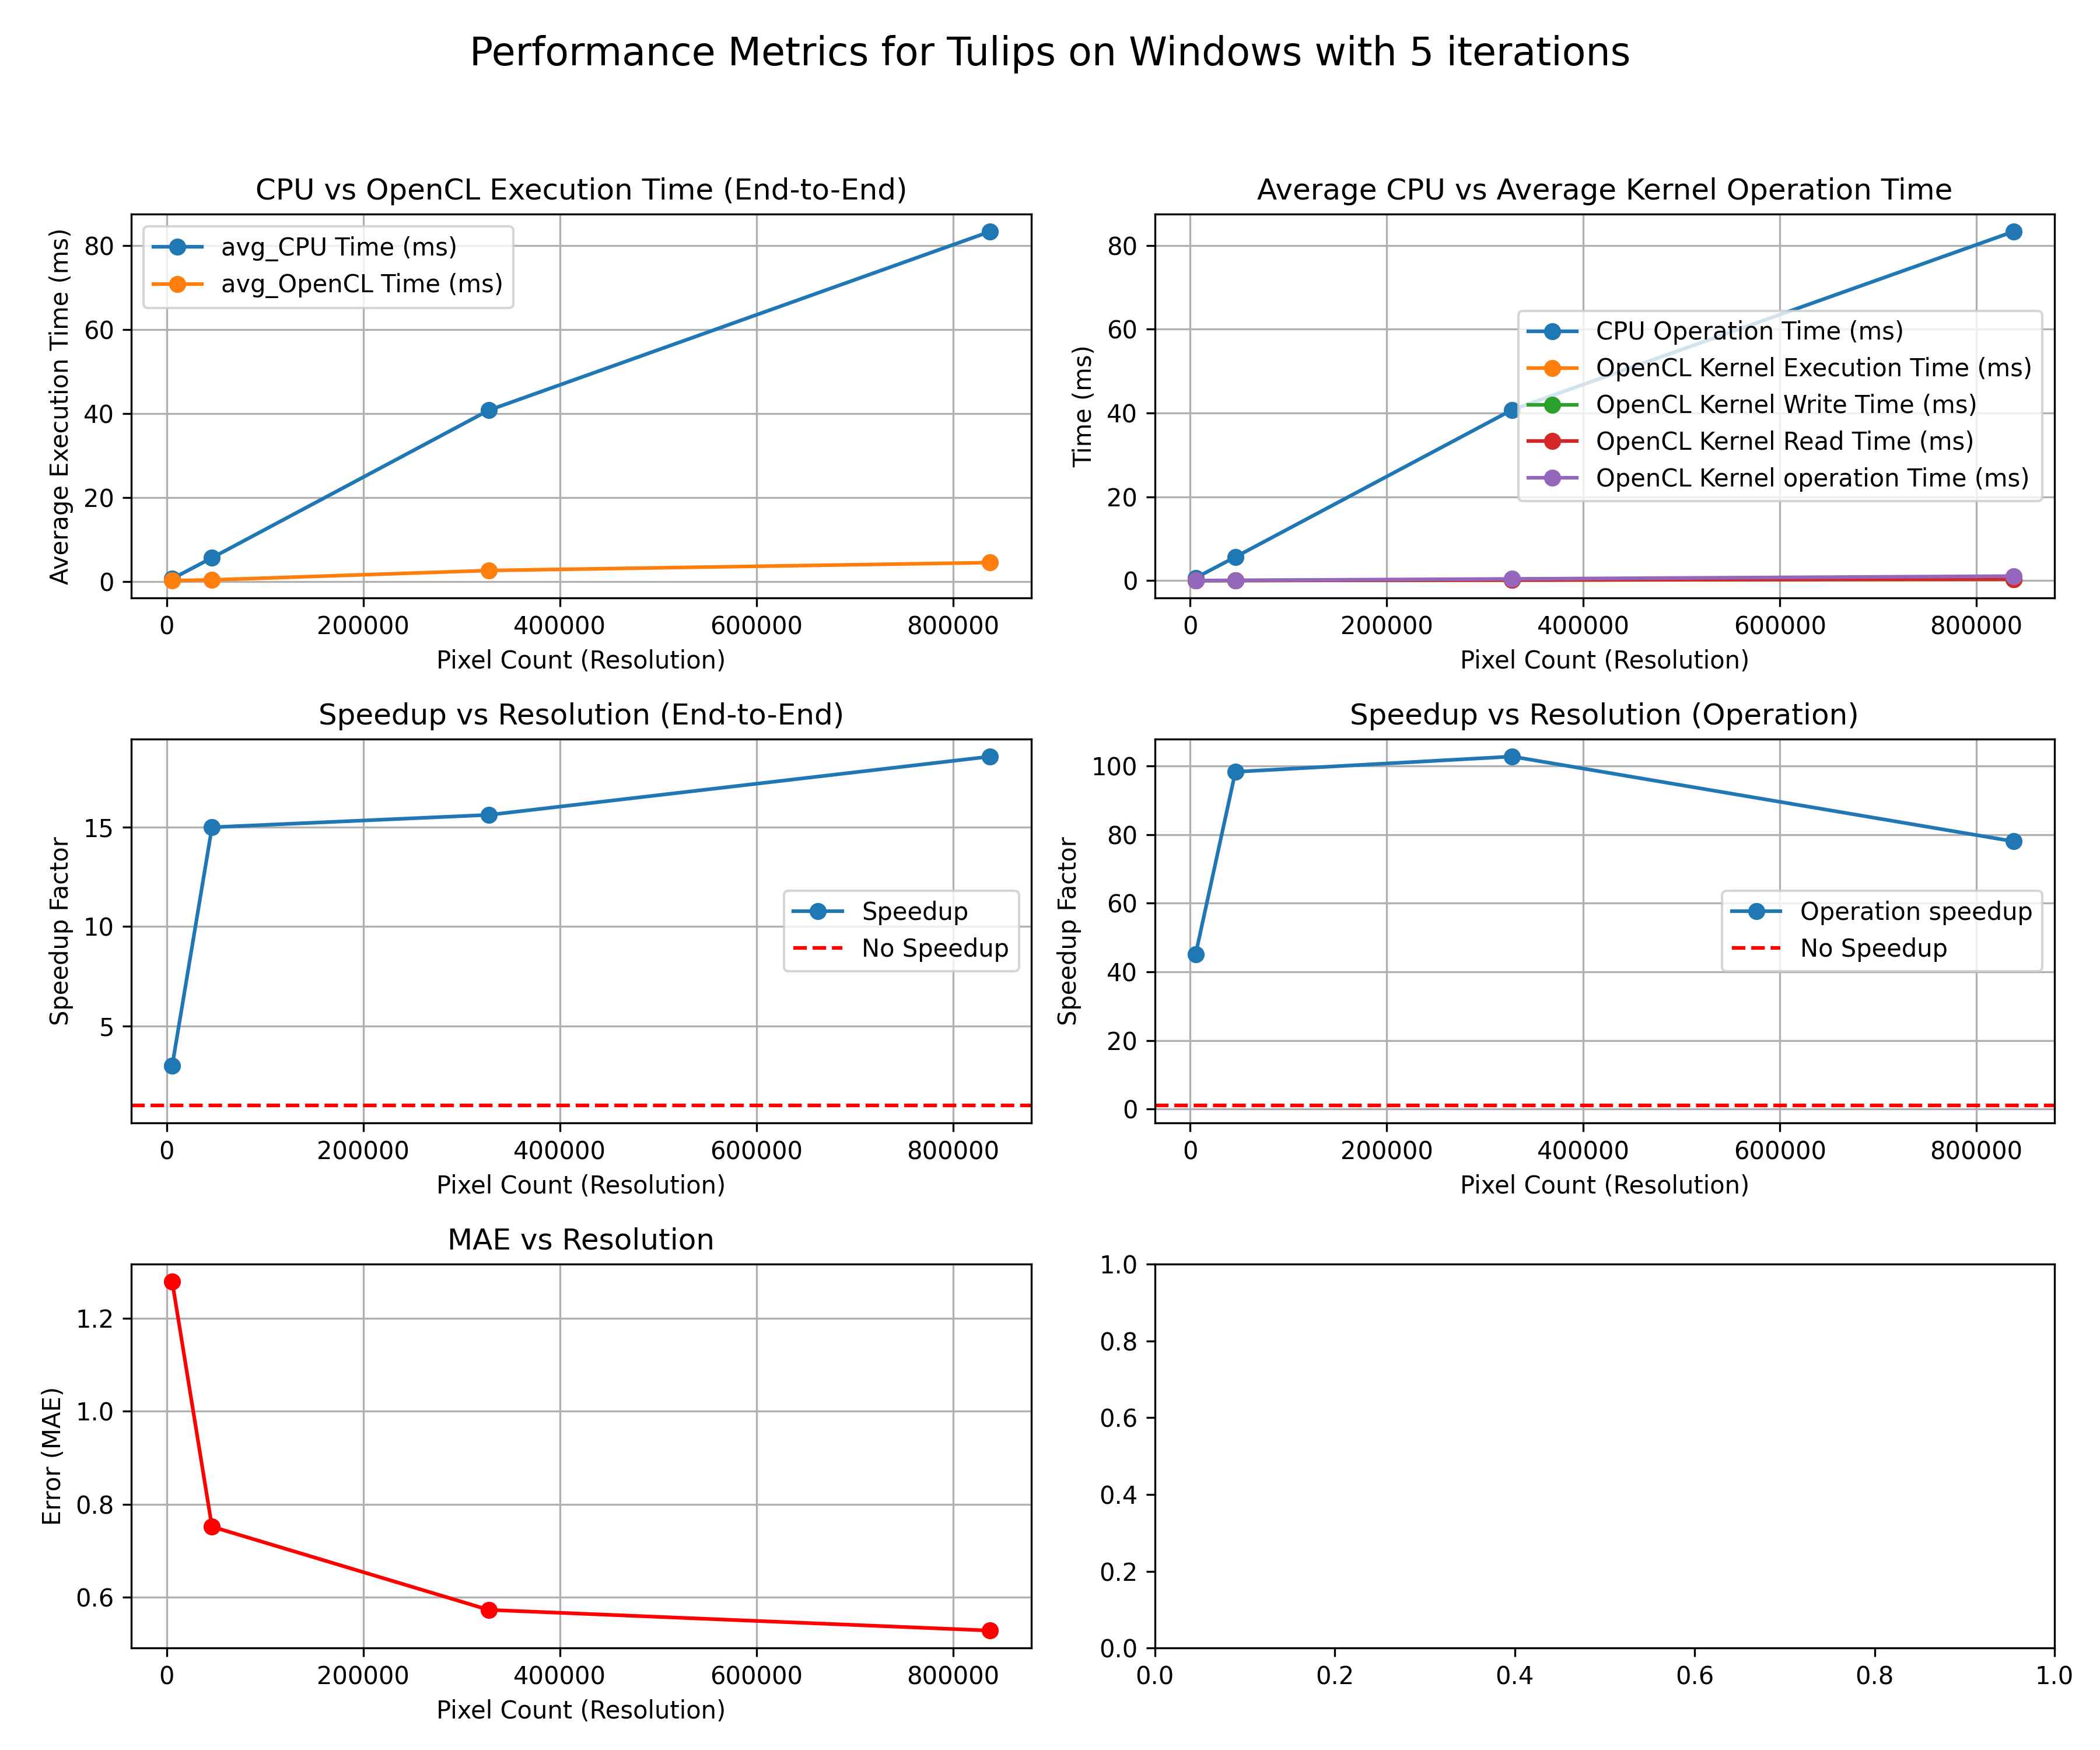 Performance Metrics for Tulips on Windows with 5 iterations
CPU vs OpenCL Execution Time (End-to-End)
Average Execution Time (ms)
80
60
40
20
0
avg_CPU Time (ms)
avg_OpenCL Time (ms)
0 200000 400000 600000 800000
Pixel Count (Resolution)
Average CPU vs Average Kernel Operation Time
Time (ms)
80
60
40
20
0
CPU Operation Time (ms)
OpenCL Kernel Execution Time (ms)
OpenCL Kernel Write Time (ms)
OpenCL Kernel Read Time (ms)
OpenCL Kernel operation Time (ms)
0 200000 400000 600000 800000
Pixel Count (Resolution)
Speedup vs Resolution (End-to-End)
Speedup Factor
15
10
5
Speedup
No Speedup
0 200000 400000 600000 800000
Pixel Count (Resolution)
Speedup vs Resolution (Operation)
Speedup Factor
100
80
60
40
20
0
Operation speedup
No Speedup
0 200000 400000 600000 800000
Pixel Count (Resolution)
MAE vs Resolution
Error (MAE)
1.2
1.0
0.8
0.6
0 200000 400000 600000 800000
Pixel Count (Resolution)
1.0
0.8
0.6
0.4
0.2
0.0
0.0 0.2 0.4 0.6 0.8 1.0